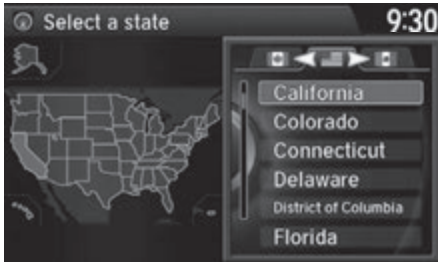 Select a state
9:30
California
Colorado
Connecticut
Delaware
District of Columbia
Florida